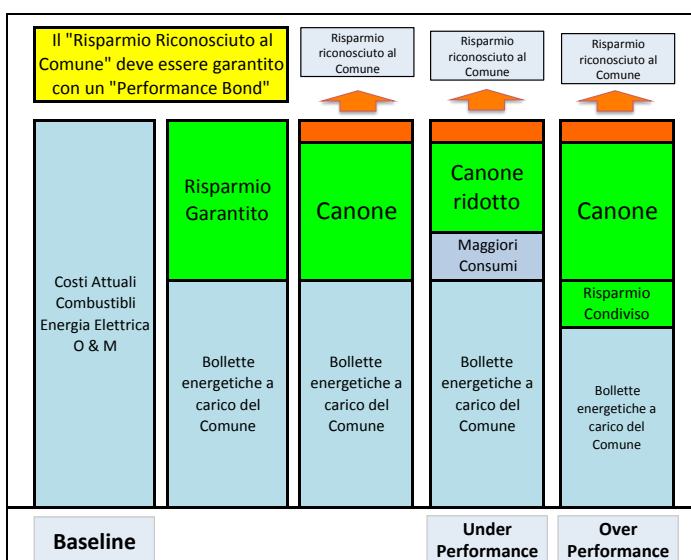 Il "Risparmio Riconosciuto al
Comune" deve essere garantito
con un "Performance Bond"
Risparmio
riconosciuto al
Comune
Risparmio
riconosciuto al
Comune
Risparmio
riconosciuto al
Comune
Costi Attuali
Combustibli
Energia Elettrica
O & M
Risparmio
Garantito
Bollette
energetiche a
carico del
Comune
Canone
Bollette
energetiche a
carico del
Comune
Canone
ridotto
Maggiori
Consumi
Bollette
energetiche a
carico del
Comune
Canone
Risparmio
Condiviso
Bollette
energetiche a
carico del
Comune
Baseline
Under
Performance
Over
Performance